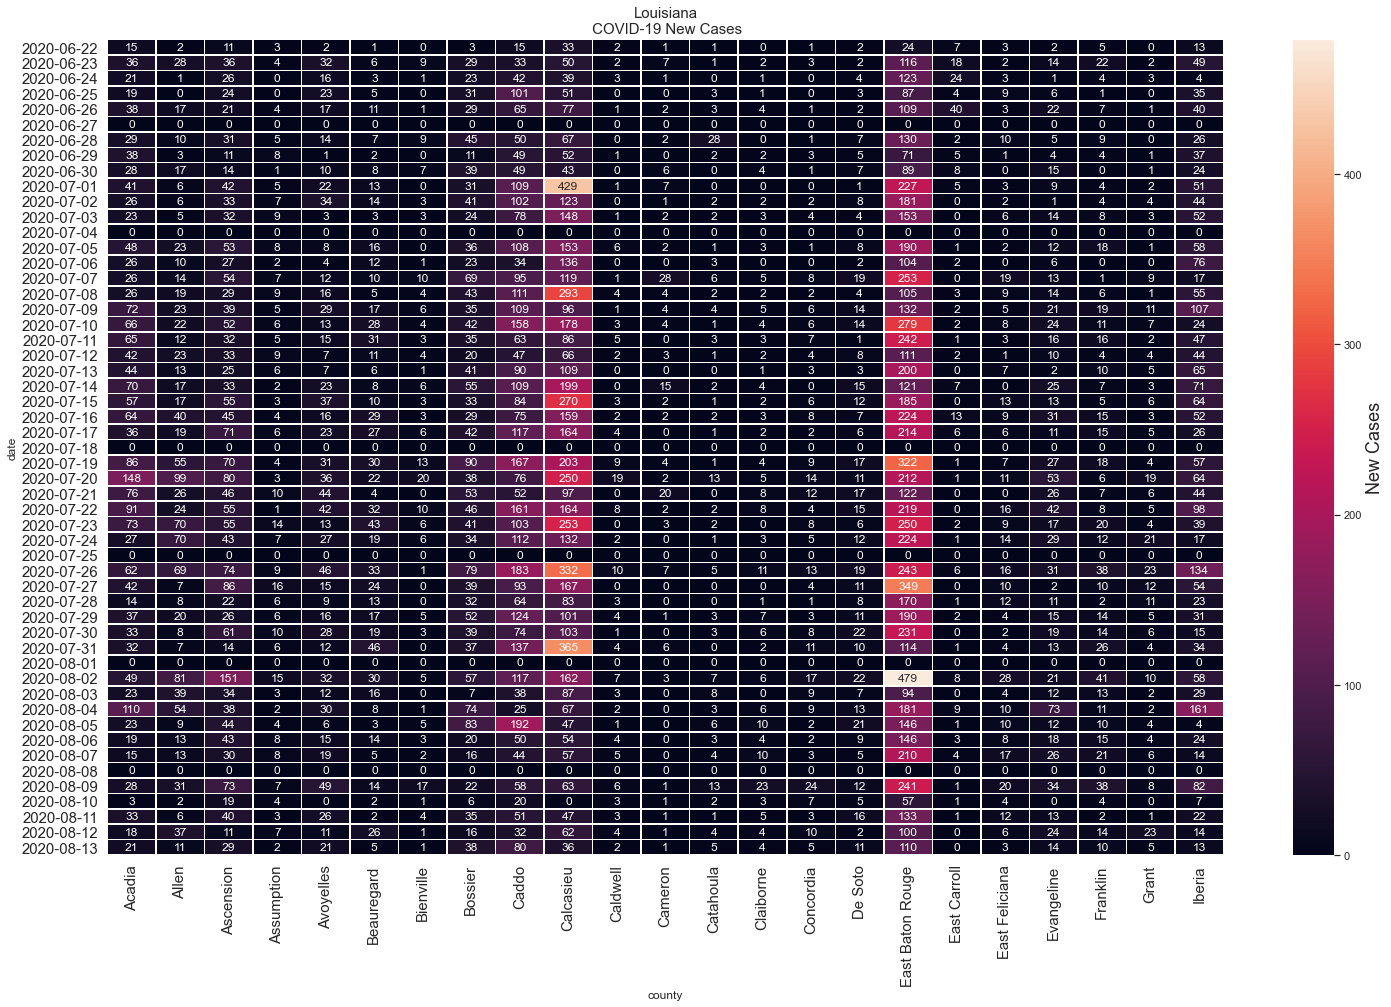 Louisiana
COVID-19 New Cases
2020-06-22 15 2 11 3 2 1 0 3 15 33 2 1 1 0 1 2 24 7 3 2 5 0 13
2020-06-23 36 28 36 4 32 6 9 29 33 50 2 7 1 2 3 2 116 18 2 14 22 2 49
2020-06-24 21 1 26 0 16 3 1 23 42 39 3 1 0 1 0 4 123 24 3 1 4 3 4
2020-06-25 19 0 24 0 23 5 0 31 101 51 0 0 3 1 0 3 87 4 9 6 1 0 35
2020-06-26 38 17 21 4 17 11 1 29 65 77 1 2 3 4 1 2 109 40 3 22 7 1 40
2020-06-27 0 0 0 0 0 0 0 0 0 0 0 0 0 0 0 0 0 0 0 0 0 0 0
2020-06-28 29 10 31 5 14 7 9 45 50 67 0 2 28 0 1 7 130 2 10 5 9 0 26
2020-06-29 38 3 11 8 1 2 0 11 49 52 1 0 2 2 3 5 71 5 1 4 4 1 37
2020-06-30 28 17 14 1 10 8 7 39 49 43 0 6 0 4 1 7 89 8 0 15 0 1 24
2020-07-01 41 6 42 5 22 13 0 31 109 429 1 7 0 0 0 1 227 5 3 9 4 2 51
2020-07-02 26 6 33 7 34 14 3 41 102 123 0 1 2 2 2 8 181 0 2 1 4 4 44
2020-07-03 23 5 32 9 3 3 3 24 78 148 1 2 2 3 4 4 153 0 6 14 8 3 52
2020-07-04 0 0 0 0 0 0 0 0 0 0 0 0 0 0 0 0 0 0 0 0 0 0 0
2020-07-05 48 23 53 8 8 16 0 36 108 153 6 2 1 3 1 8 190 1 2 12 18 1 58
2020-07-06 26 10 27 2 4 12 1 23 34 136 0 0 3 0 0 2 104 2 0 6 0 0 76
2020-07-07 26 14 54 7 12 10 10 69 95 119 1 28 6 5 8 19 253 0 19 13 1 9 17
2020-07-08 26 19 29 9 16 5 4 43 111 293 4 4 2 2 2 4 105 3 9 14 6 1 55
2020-07-09 72 23 39 5 29 17 6 35 109 96 1 4 4 5 6 14 132 2 5 21 19 11 107
2020-07-10 66 22 52 6 13 28 4 42 158 178 3 4 1 4 6 14 279 2 8 24 11 7 24
2020-07-11 65 12 32 5 15 31 3 35 63 86 5 0 3 3 7 1 242 1 3 16 16 2 47
2020-07-12 42 23 33 9 7 11 4 20 47 66 2 3 1 2 4 8 111 2 1 10 4 4 44
2020-07-13 44 13 25 6 7 6 1 41 90 109 0 0 0 1 3 3 200 0 7 2 10 5 65
2020-07-14 70 17 33 2 23 8 6 55 109 199 0 15 2 4 0 15 121 7 0 25 7 3 71
2020-07-15 57 17 55 3 37 10 3 33 84 270 3 2 1 2 6 12 185 0 13 13 5 6 64
2020-07-16 64 40 45 4 16 29 3 29 75 159 2 2 2 3 8 7 224 13 9 31 15 3 52
2020-07-17 36 19 71 6 23 27 6 42 117 164 4 0 1 2 2 6 214 6 6 11 15 5 26
2020-07-18 0 0 0 0 0 0 0 0 0 0 0 0 0 0 0 0 0 0 0 0 0 0 0
2020-07-19 86 55 70 4 31 30 13 90 167 203 9 4 1 4 9 17 322 1 7 27 18 4 57
2020-07-20 148 99 80 3 36 22 20 38 76 250 19 2 13 5 14 11 212 1 11 53 6 19 64
2020-07-21 76 26 46 10 44 4 0 53 52 97 0 20 0 8 12 17 122 0 0 26 7 6 44
2020-07-22 91 24 55 1 42 32 10 46 161 164 8 2 2 8 4 15 219 0 16 42 8 5 98
2020-07-23 73 70 55 14 13 43 6 41 103 253 0 3 2 0 8 6 250 2 9 17 20 4 39
2020-07-24 27 70 43 7 27 19 6 34 112 132 2 0 1 3 5 12 224 1 14 29 12 21 17
2020-07-25 0 0 0 0 0 0 0 0 0 0 0 0 0 0 0 0 0 0 0 0 0 0 0
2020-07-26 62 69 74 9 46 33 1 79 183 332 10 7 5 11 13 19 243 6 16 31 38 23 134
2020-07-27 42 7 86 16 15 24 0 39 93 167 0 0 0 0 4 11 349 0 10 2 10 12 54
2020-07-28 14 8 22 6 9 13 0 32 64 83 3 0 0 1 1 8 170 1 12 11 2 11 23
2020-07-29 37 20 26 6 16 17 5 52 124 101 4 1 3 7 3 11 190 2 4 15 14 5 31
2020-07-30 33 8 61 10 28 19 3 39 74 103 1 0 3 6 8 22 231 0 2 19 14 6 15
2020-07-31 32 7 14 6 12 46 0 37 137 365 4 6 0 2 11 10 114 1 4 13 26 4 34
2020-08-01 0 0 0 0 0 0 0 0 0 0 0 0 0 0 0 0 0 0 0 0 0 0 0
2020-08-02 49 81 151 15 32 30 5 57 117 162 7 3 7 6 17 22 479 8 28 21 41 10 58
2020-08-03 23 39 34 3 12 16 0 7 38 87 3 0 8 0 9 7 94 0 4 12 13 2 29
2020-08-04 110 54 38 2 30 8 1 74 25 67 2 0 3 6 9 13 181 9 10 73 11 2 161
2020-08-05 23 9 44 4 6 3 5 83 192 47 1 0 6 10 2 21 146 1 10 12 10 4 4
2020-08-06 19 13 43 8 15 14 3 20 50 54 4 0 3 4 2 9 146 3 8 18 15 4 24
2020-08-07 15 13 30 8 19 5 2 16 44 57 5 0 4 10 3 5 210 4 17 26 21 6 14
2020-08-08 0 0 0 0 0 0 0 0 0 0 0 0 0 0 0 0 0 0 0 0 0 0 0
2020-08-09 28 31 73 7 49 14 17 22 58 63 6 1 13 23 24 12 241 1 20 34 38 8 82
2020-08-10 3 2 19 4 0 2 1 6 20 0 3 1 2 3 7 5 57 1 4 0 4 0 7
2020-08-11 33 6 40 3 26 2 4 35 51 47 3 1 1 5 3 16 133 1 12 13 2 1 22
2020-08-12 18 37 11 7 11 26 1 16 32 62 4 1 4 4 10 2 100 0 6 24 14 23 14
2020-08-13 21 11 29 2 21 5 1 38 80 36 2 1 5 4 5 11 110 0 3 14 10 5 13
date
Acadia Allen Ascension Assumption Avoyelles Beauregard Bienville Bossier Caddo Calcasieu Caldwell Cameron Catahoula Claiborne Concordia De Soto East Baton Rouge East Carroll East Feliciana Evangeline Franklin Grant Iberia
county
400
300
200
100
0
New Cases